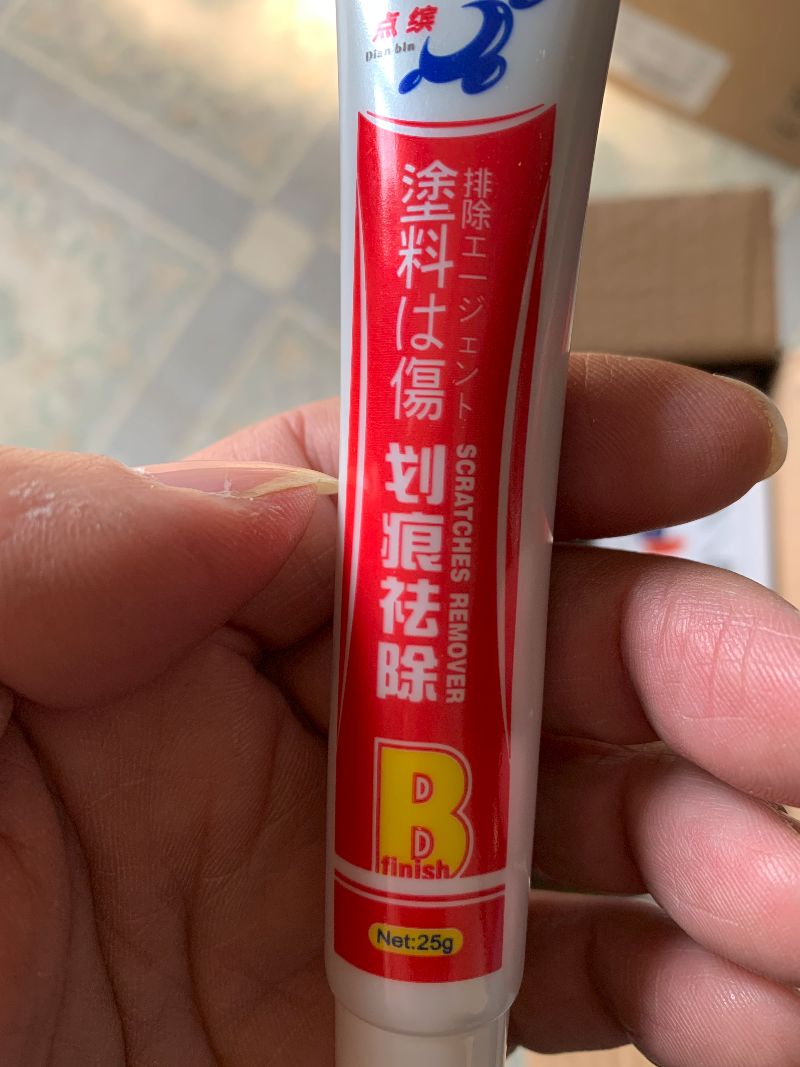 点缤
Dian bin
排除エージェント
塗料は傷
SCRATCHES REMOVER
划痕祛除
B
finish
Net:25g